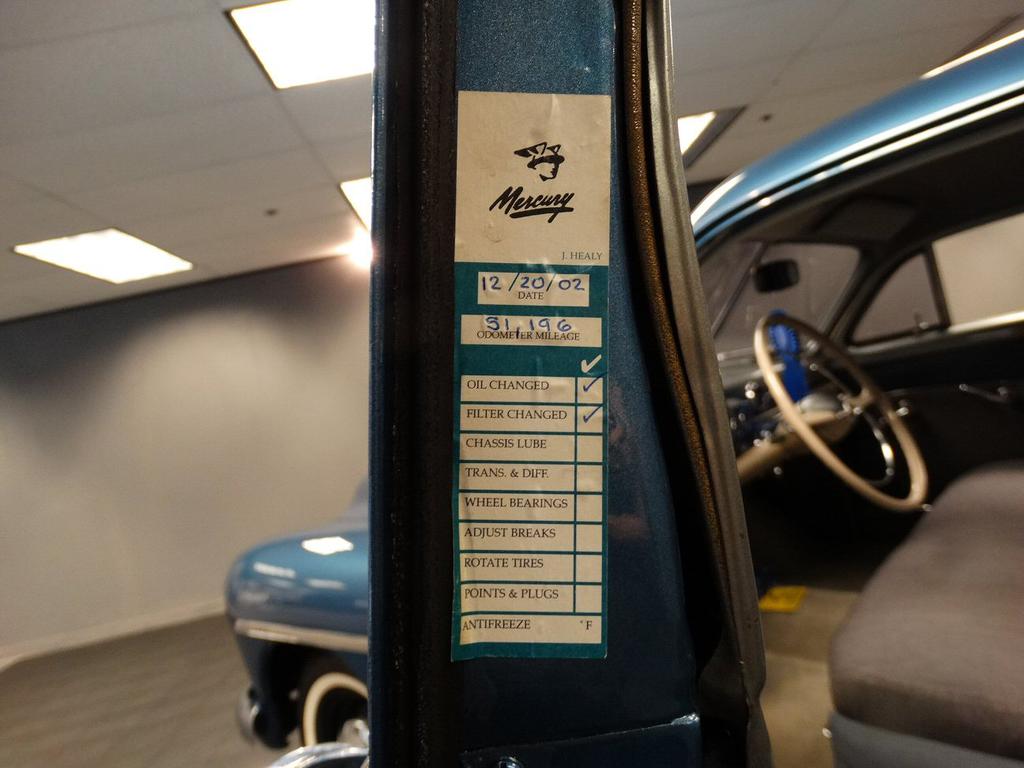 Mercury
J. HEALY
12/20/02
DATE
51,196
ODOMETER MILEAGE
OIL CHANGED ✓
FILTER CHANGED ✓
CHASSIS LUBE
TRANS. & DIFF.
WHEEL BEARINGS
ADJUST BREAKS
ROTATE TIRES
POINTS & PLUGS
ANTIFREEZE °F